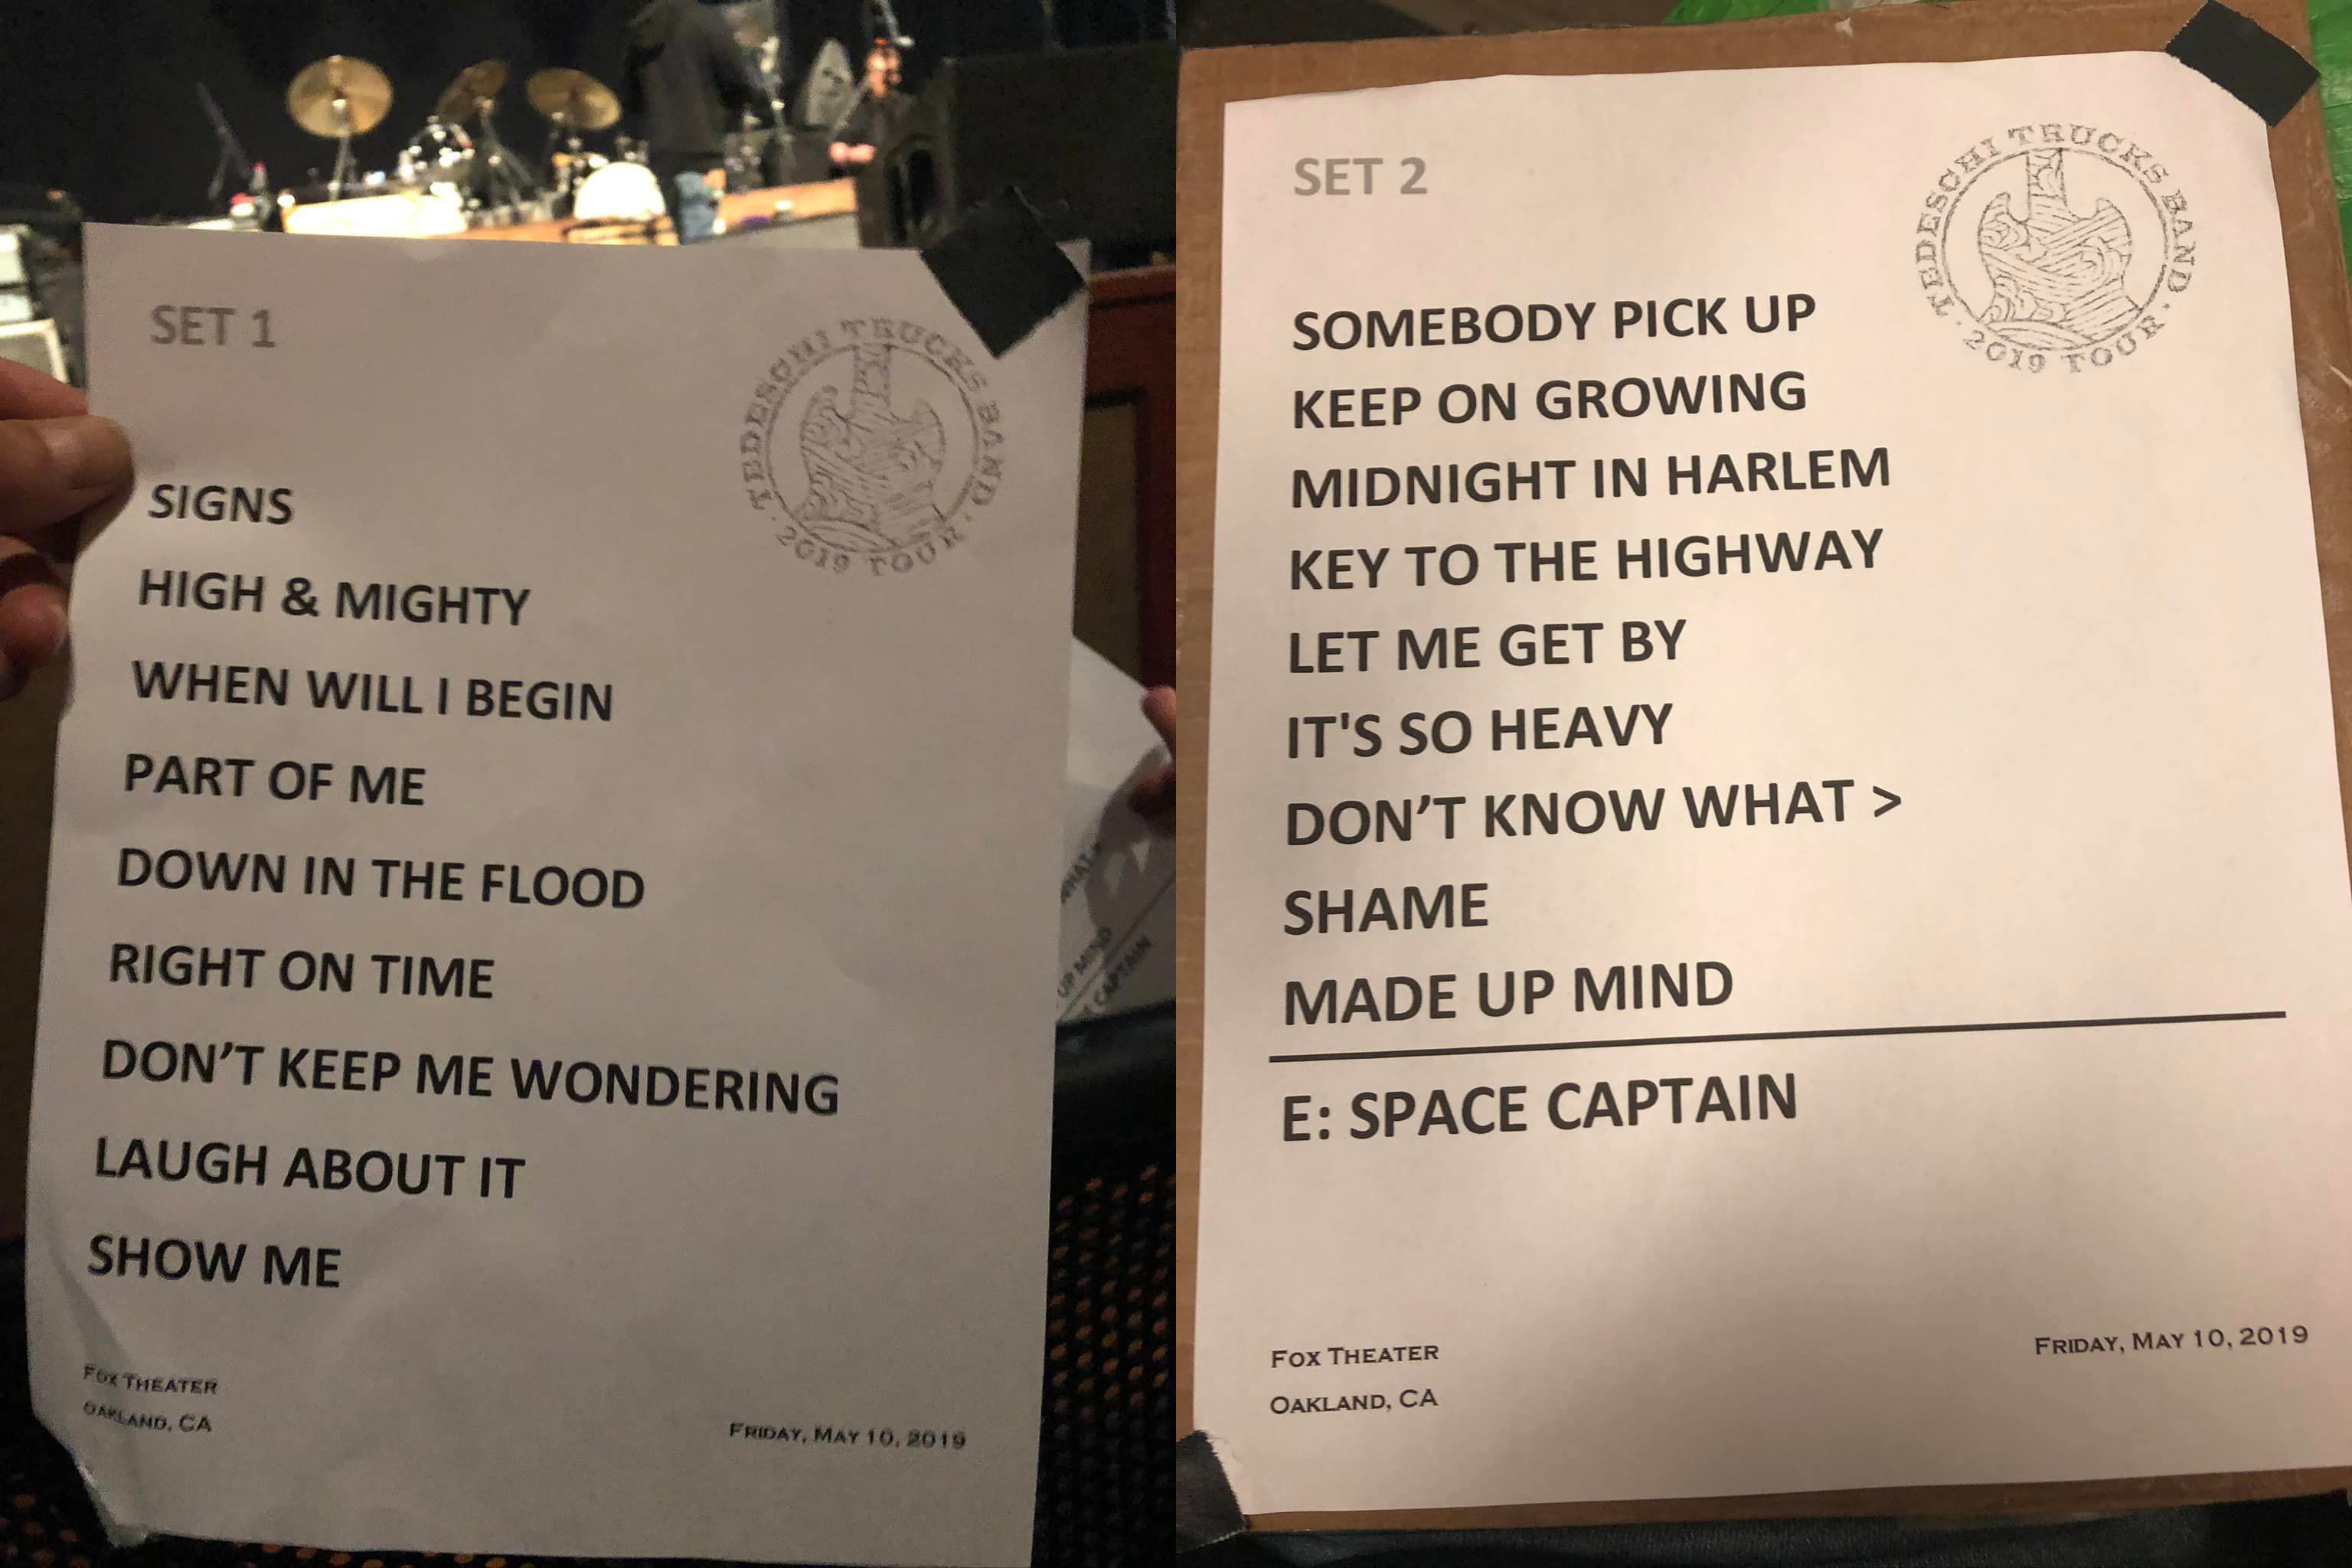 SET 1
TEDESCHI TRUCKS BAND
· 2019 TOUR ·
SIGNS
HIGH & MIGHTY
WHEN WILL I BEGIN
PART OF ME
DOWN IN THE FLOOD
RIGHT ON TIME
DON’T KEEP ME WONDERING
LAUGH ABOUT IT
SHOW ME
FOX THEATER
OAKLAND, CA
FRIDAY, MAY 10, 2019
WHAT >
UP MIND
CAPTAIN
SET 2
TEDESCHI TRUCKS BAND
· 2019 TOUR ·
SOMEBODY PICK UP
KEEP ON GROWING
MIDNIGHT IN HARLEM
KEY TO THE HIGHWAY
LET ME GET BY
IT'S SO HEAVY
DON’T KNOW WHAT >
SHAME
MADE UP MIND
E: SPACE CAPTAIN
FOX THEATER
OAKLAND, CA
FRIDAY, MAY 10, 2019